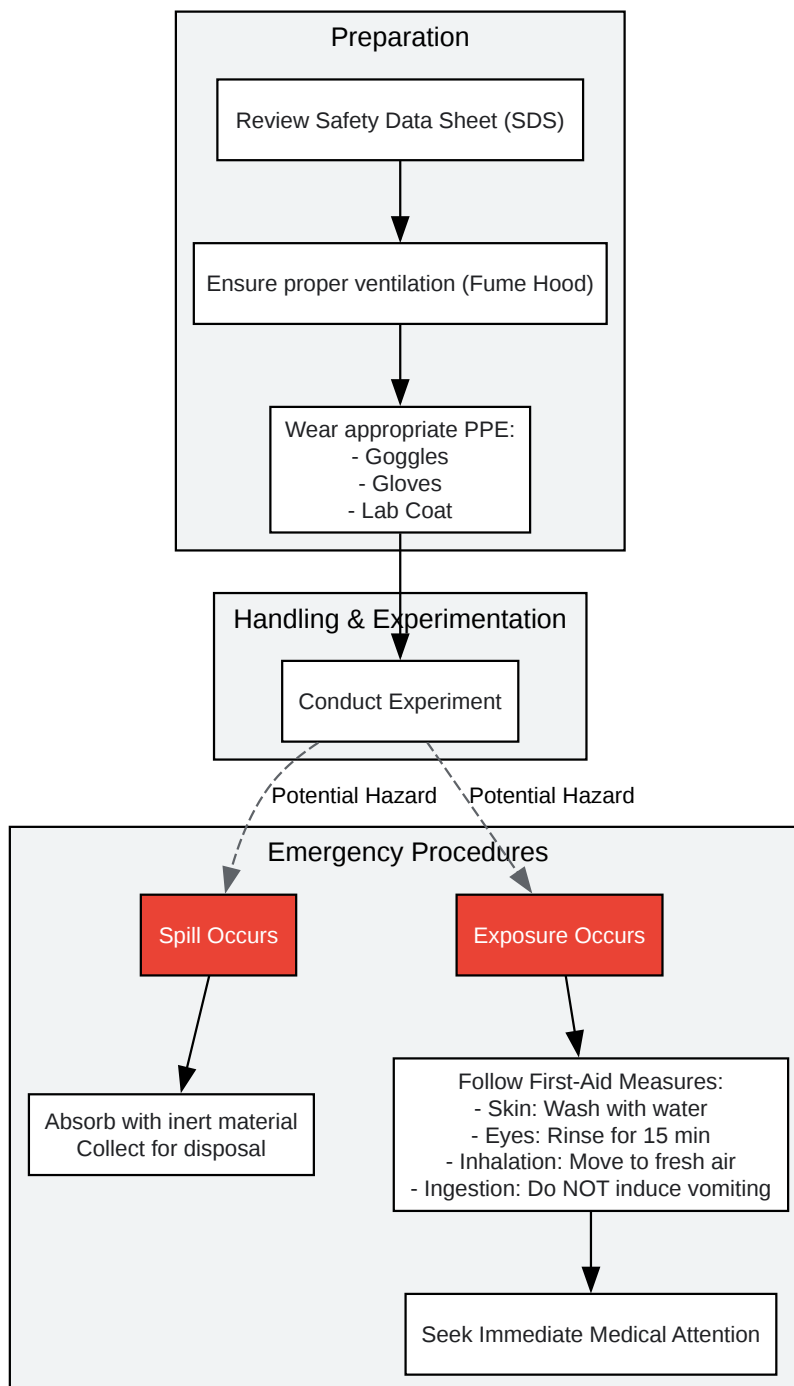 Preparation
Review Safety Data Sheet (SDS)
Ensure proper ventilation (Fume Hood)
Wear appropriate PPE:
- Goggles
- Gloves
- Lab Coat
Handling & Experimentation
Conduct Experiment
Potential Hazard
Potential Hazard
Emergency Procedures
Spill Occurs
Exposure Occurs
Absorb with inert material
Collect for disposal
Follow First-Aid Measures:
- Skin: Wash with water
- Eyes: Rinse for 15 min
- Inhalation: Move to fresh air
- Ingestion: Do NOT induce vomiting
Seek Immediate Medical Attention